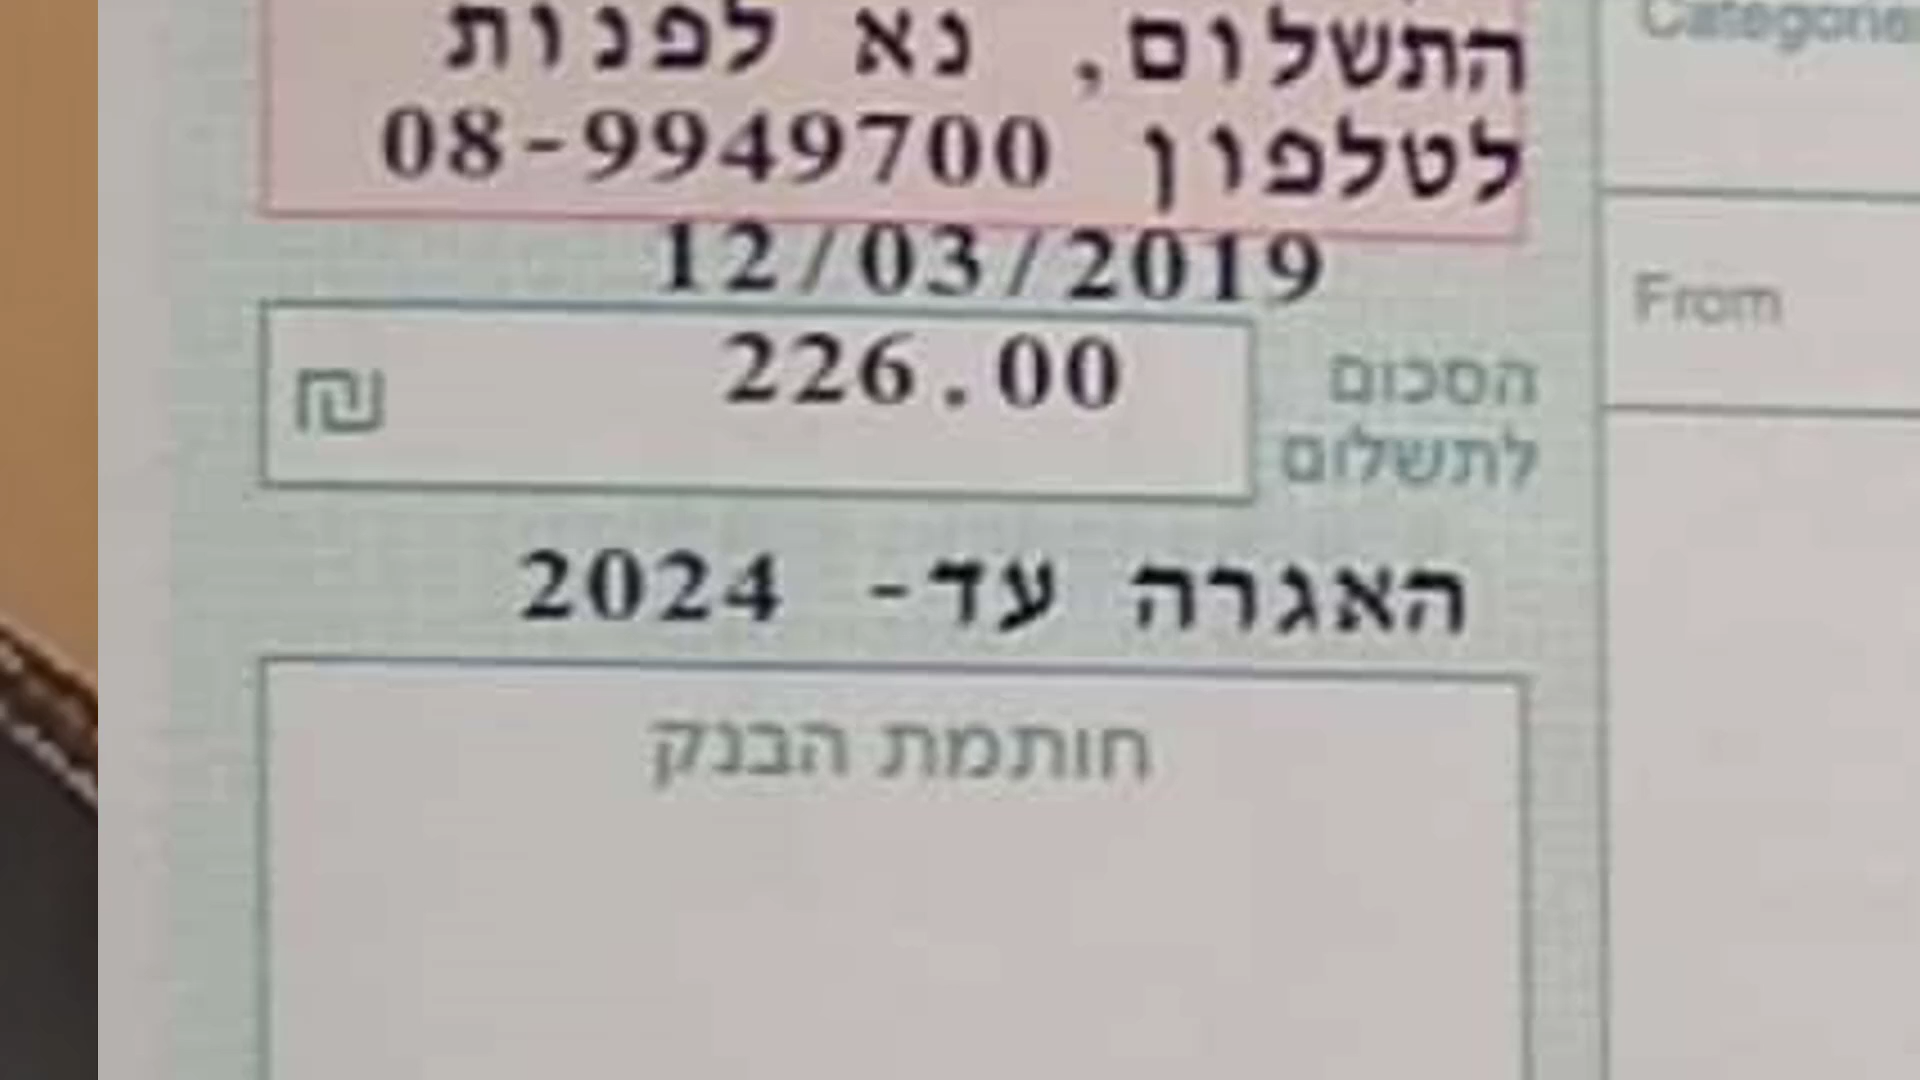 התשלום, נא לפנות
לטלפון 08-9949700
12/03/2019
226.00 ₪
הסכום
לתשלום
האגרה עד- 2024
חותמת הבנק
From